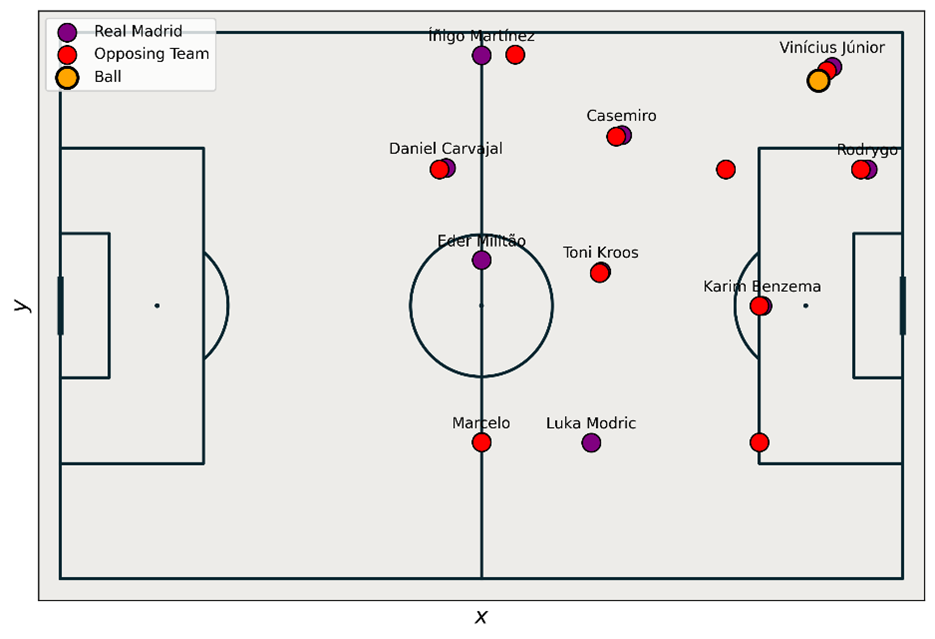 Real Madrid
Opposing Team
Ball
Íñigo Martínez
Vinícius Júnior
Casemiro
Daniel Carvajal
Rodrygo
Eder Militão
Toni Kroos
Karim Benzema
Marcelo
Luka Modric
y
x